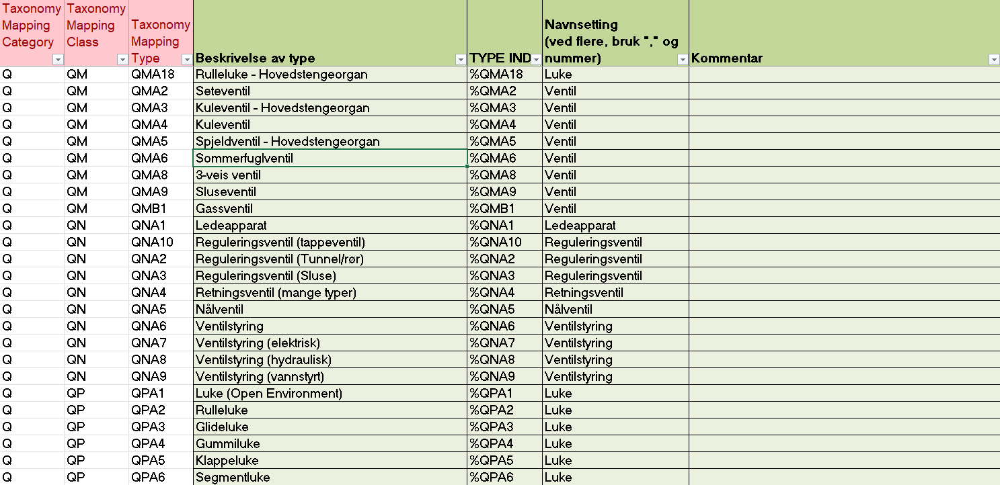 Taxonomy Mapping Category Taxonomy Mapping Class Taxonomy Mapping Type Beskrivelse av type TYPE IND Navnsetting (ved flere, bruk "," og nummer) Kommentar
Q QM QMA18 Rulleluke - Hovedstengeorgan %QMA18 Luke
Q QM QMA2 Seteventil %QMA2 Ventil
Q QM QMA3 Kuleventil - Hovedstengeorgan %QMA3 Ventil
Q QM QMA4 Kuleventil %QMA4 Ventil
Q QM QMA5 Spjeldventil - Hovedstengeorgan %QMA5 Ventil
Q QM QMA6 Sommerfuglventil %QMA6 Ventil
Q QM QMA8 3-veis ventil %QMA8 Ventil
Q QM QMA9 Sluseventil %QMA9 Ventil
Q QM QMB1 Gassventil %QMB1 Ventil
Q QN QNA1 Ledeapparat %QNA1 Ledeapparat
Q QN QNA10 Reguleringsventil (tappeventil) %QNA10 Reguleringsventil
Q QN QNA2 Reguleringsventil (Tunnel/rør) %QNA2 Reguleringsventil
Q QN QNA3 Reguleringsventil (Sluse) %QNA3 Reguleringsventil
Q QN QNA4 Retningsventil (mange typer) %QNA4 Retningsventil
Q QN QNA5 Nålventil %QNA5 Nålventil
Q QN QNA6 Ventilstyring %QNA6 Ventilstyring
Q QN QNA7 Ventilstyring (elektrisk) %QNA7 Ventilstyring
Q QN QNA8 Ventilstyring (hydraulisk) %QNA8 Ventilstyring
Q QN QNA9 Ventilstyring (vannstyrt) %QNA9 Ventilstyring
Q QP QPA1 Luke (Open Environment) %QPA1 Luke
Q QP QPA2 Rulleluke %QPA2 Luke
Q QP QPA3 Glideluke %QPA3 Luke
Q QP QPA4 Gummiluke %QPA4 Luke
Q QP QPA5 Klappeluke %QPA5 Luke
Q QP QPA6 Segmentluke %QPA6 Luke